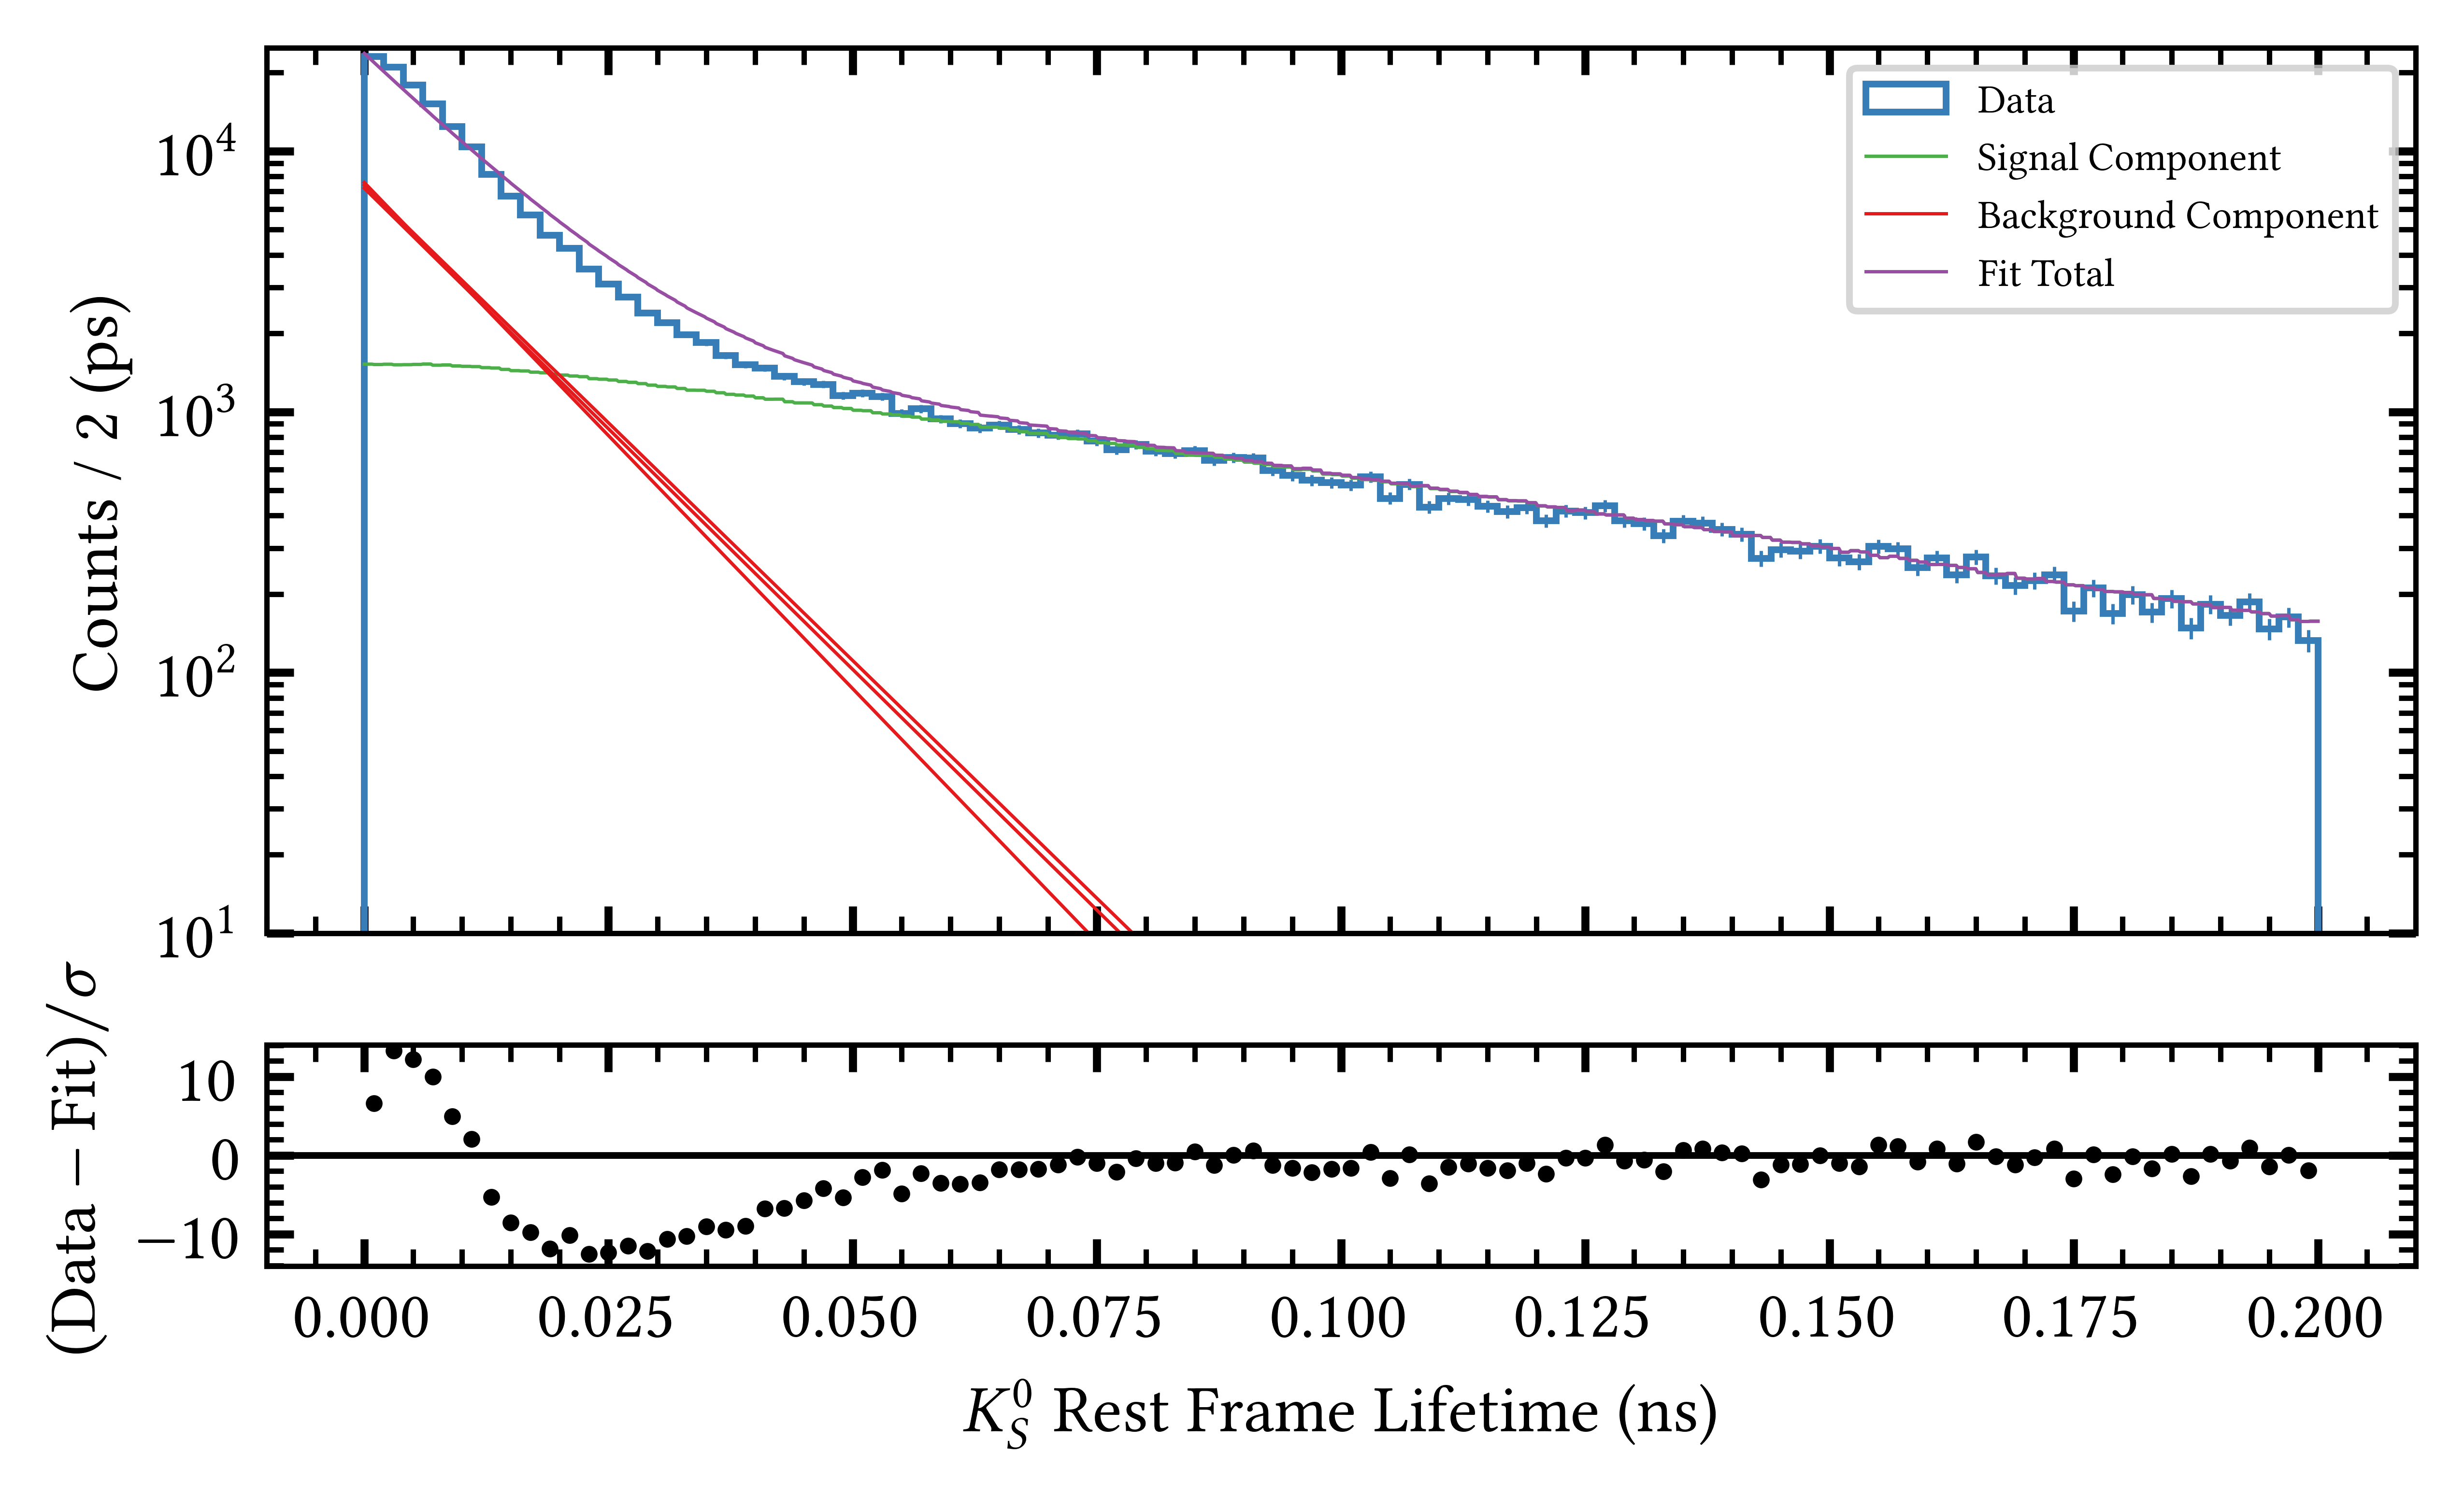 Counts / 2 (ps)
10^4
10^3
10^2
10^1
Data
Signal Component
Background Component
Fit Total
(Data − Fit)/σ
10
0
−10
0.000 0.025 0.050 0.075 0.100 0.125 0.150 0.175 0.200
K_S^0 Rest Frame Lifetime (ns)